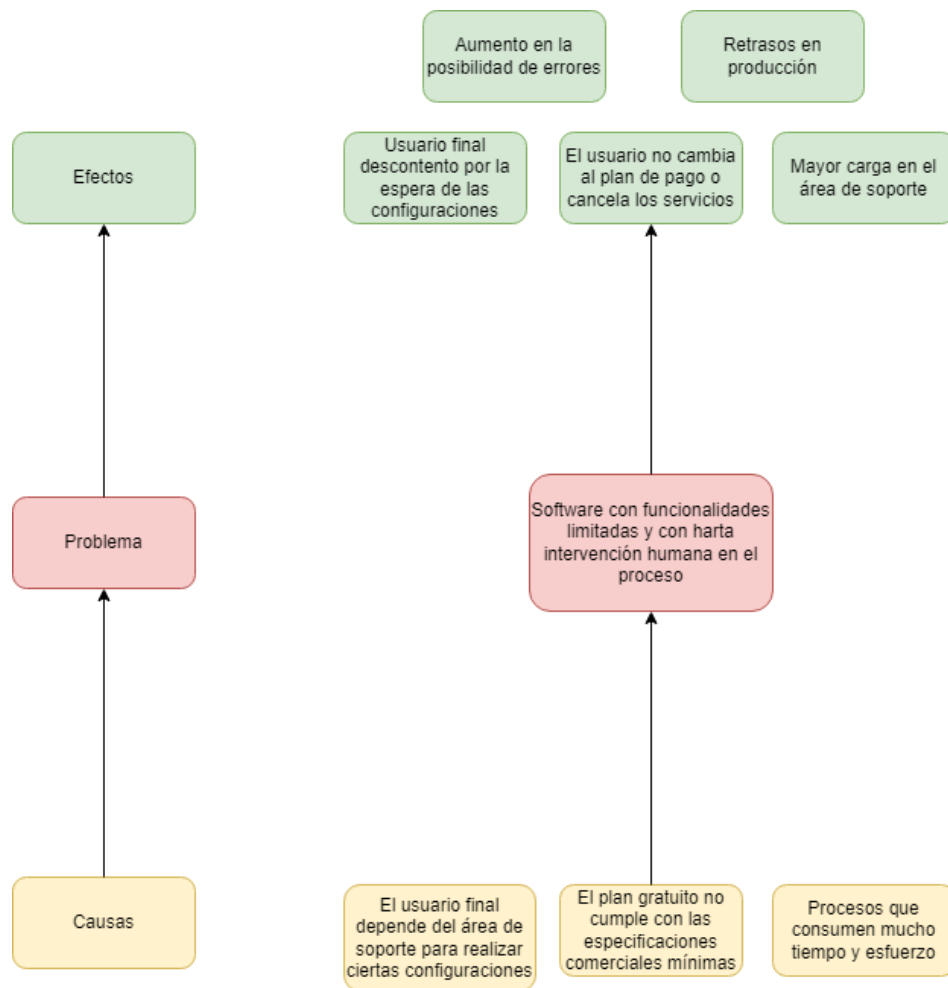 Aumento en la
posibilidad de errores
Retrasos en
producción
Efectos
Usuario final
descontento por la
espera de las
configuraciones
El usuario no cambia
al plan de pago o
cancela los servicios
Mayor carga en el
área de soporte
Problema
Software con funcionalidades
limitadas y con harta
intervención humana en el
proceso
Causas
El usuario final
depende del área de
soporte para realizar
ciertas configuraciones
El plan gratuito no
cumple con las
especificaciones
comerciales mínimas
Procesos que
consumen mucho
tiempo y esfuerzo